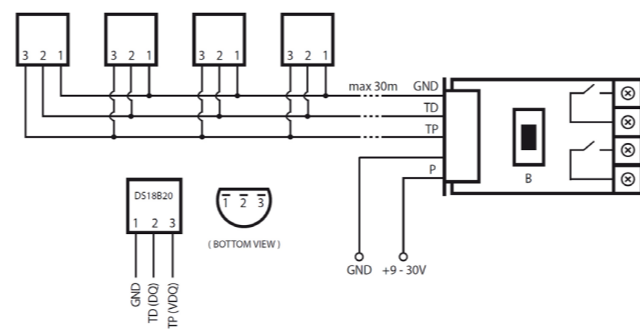 3 2 1
3 2 1
3 2 1
3 2 1
max 30m
GND
TD
TP
P
B
DS18B20
1 2 3
1 2 3
( BOTTOM VIEW )
GND
TD (DQ)
TP (VDQ)
GND
+9 - 30V